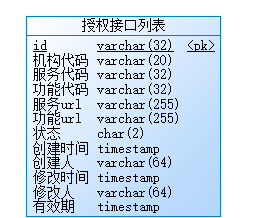 授权接口列表
id varchar(32) <pk>
机构代码 varchar(20)
服务代码 varchar(32)
功能代码 varchar(32)
服务url varchar(255)
功能url varchar(255)
状态 char(2)
创建时间 timestamp
创建人 varchar(64)
修改时间 timestamp
修改人 varchar(64)
有效期 timestamp